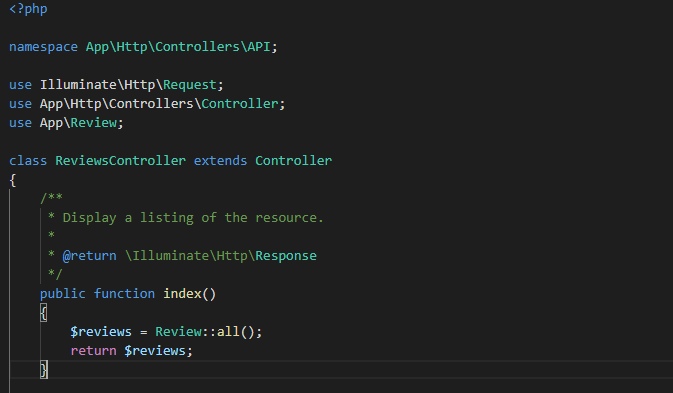 <?php
namespace App\Http\Controllers\API;
use Illuminate\Http\Request;
use App\Http\Controllers\Controller;
use App\Review;
class ReviewsController extends Controller
{
/**
* Display a listing of the resource.
*
* @return \Illuminate\Http\Response
*/
public function index()
{
$reviews = Review::all();
return $reviews;
}